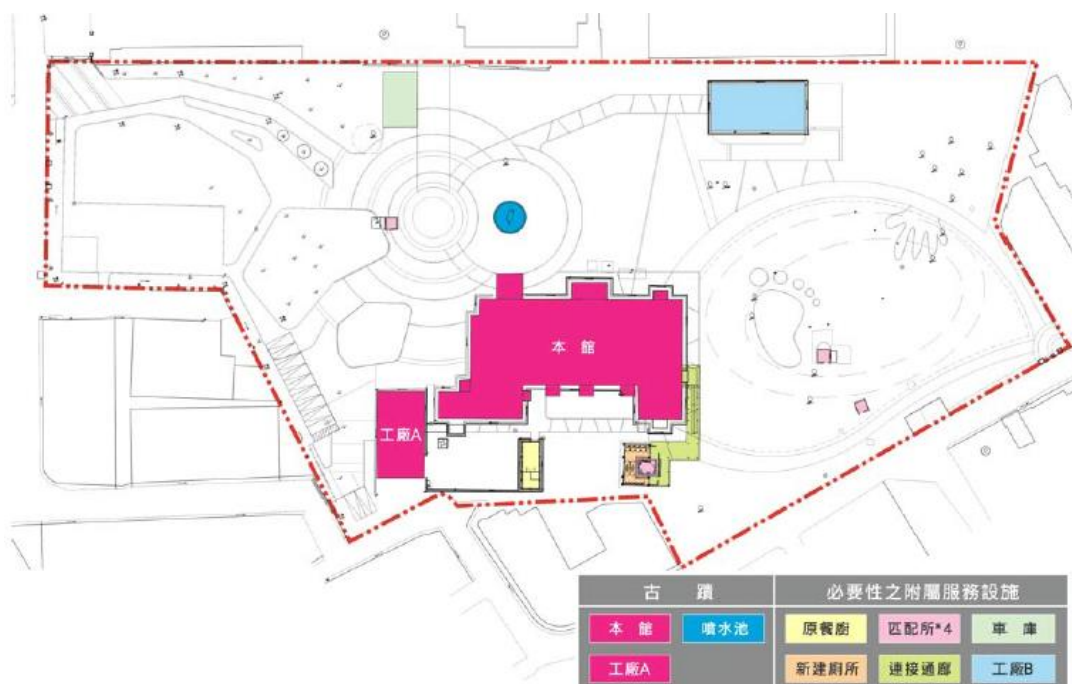 本 館
工廠A
古 蹟
必要性之附屬服務設施
本 館
噴水池
原餐廚
匹配所*4
車 庫
工廠A
新建廁所
連接通廊
工廠B